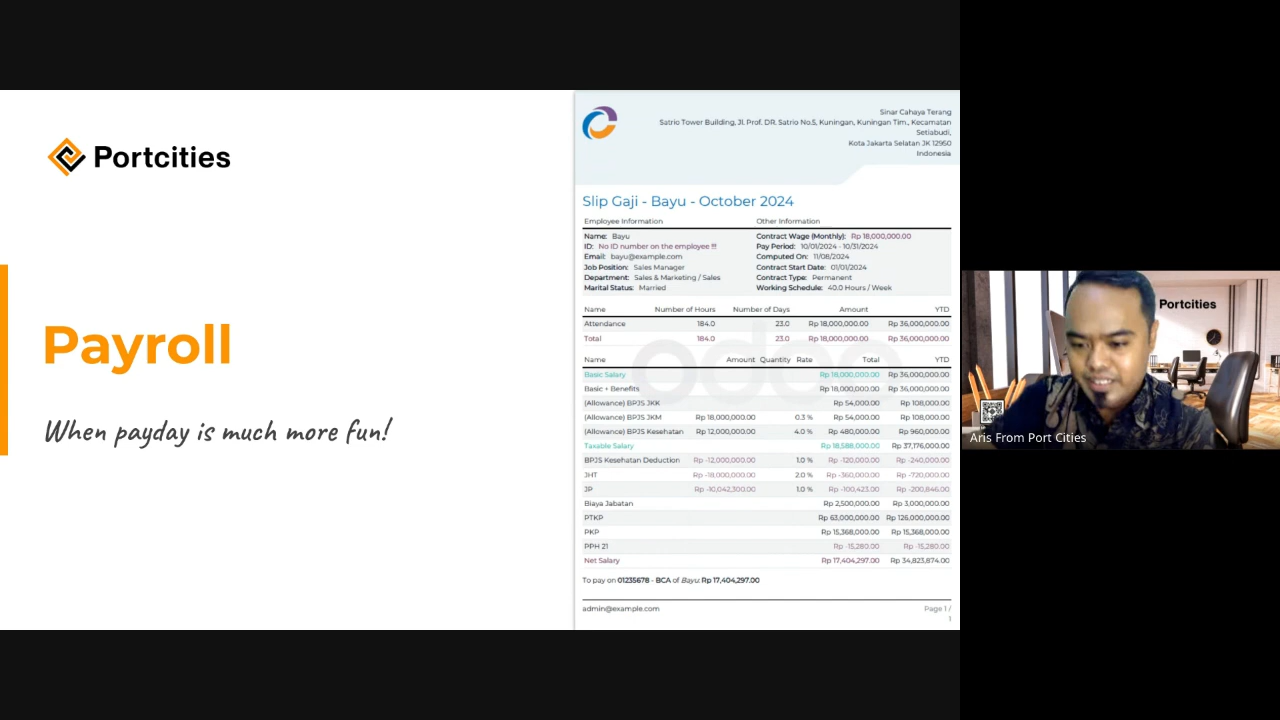 Portcities
Payroll
When payday is much more fun!
Sinar Cahaya Terang
Satrio Tower Building, Jl. Prof. DR. Satrio No.5, Kuningan, Kuningan Tim., Kecamatan
Setiabudi,
Kota Jakarta Selatan JK 12950
Indonesia
Slip Gaji - Bayu - October 2024
Employee Information Other Information
Name: Bayu Contract Wage (Monthly): Rp 18,000,000.00
ID: No ID number on the employee !!! Pay Period: 10/01/2024 - 10/31/2024
Email: bayu@example.com Computed On: 11/08/2024
Job Position: Sales Manager Contract Start Date: 01/01/2024
Department: Sales & Marketing / Sales Contract Type: Permanent
Marital Status: Married Working Schedule: 40.0 Hours / Week
Name Number of Hours Number of Days Amount YTD
Attendance 184.0 23.0 Rp 18,000,000.00 Rp 36,000,000.00
Total 184.0 23.0 Rp 18,000,000.00 Rp 36,000,000.00
Name Amount Quantity Rate Total YTD
Basic Salary Rp 18,000,000.00 Rp 36,000,000.00
Basic + Benefits Rp 18,000,000.00 Rp 36,000,000.00
(Allowance) BPJS JKK Rp 54,000.00 Rp 108,000.00
(Allowance) BPJS JKM Rp 18,000,000.00 0.3 % Rp 54,000.00 Rp 108,000.00
(Allowance) BPJS Kesehatan Rp 12,000,000.00 4.0 % Rp 480,000.00 Rp 960,000.00
Taxable Salary Rp 18,588,000.00 Rp 37,176,000.00
BPJS Kesehatan Deduction Rp -12,000,000.00 1.0 % Rp -120,000.00 Rp -240,000.00
JHT Rp -18,000,000.00 2.0 % Rp -360,000.00 Rp -720,000.00
JP Rp -10,042,300.00 1.0 % Rp -100,423.00 Rp -200,846.00
Biaya Jabatan Rp 2,500,000.00 Rp 3,000,000.00
PTKP Rp 63,000,000.00 Rp 126,000,000.00
PKP Rp 15,368,000.00 Rp 15,368,000.00
PPH 21 Rp -15,280.00 Rp -15,280.00
Net Salary Rp 17,404,297.00 Rp 34,823,874.00
To pay on 01235678 - BCA of Bayu: Rp 17,404,297.00
admin@example.com Page 1 /
1
odoo
Portcities
Aris From Port Cities